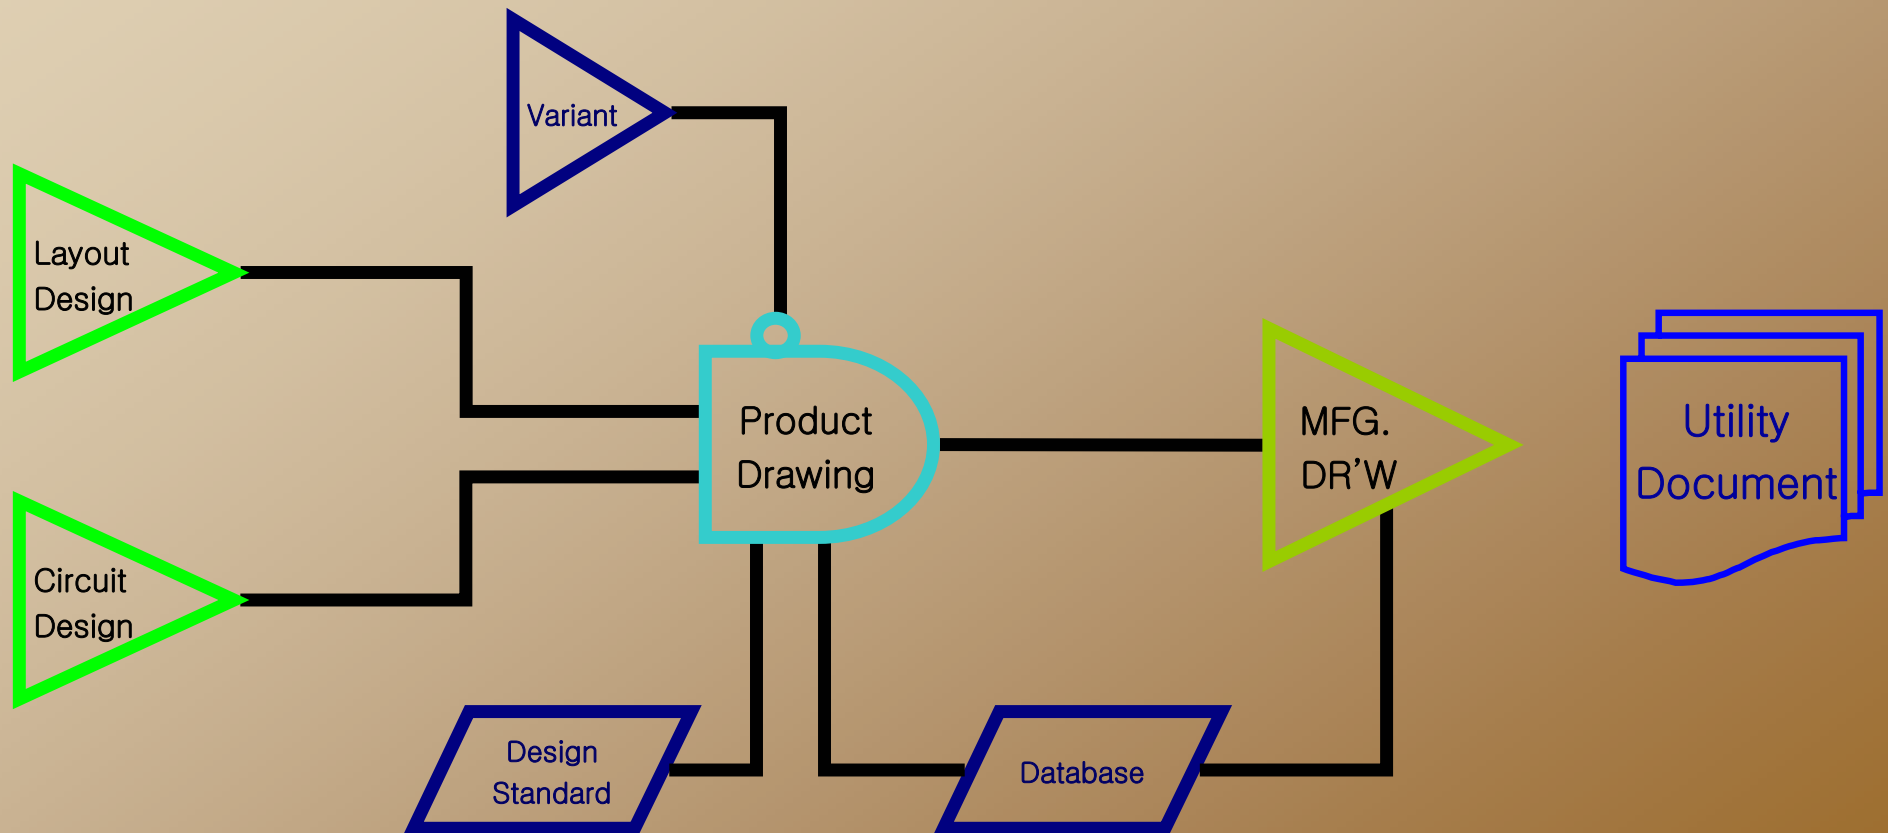 Variant
Layout
Design
Product
Drawing
MFG.
DR’W
Utility
Document
Circuit
Design
Design
Standard
Database